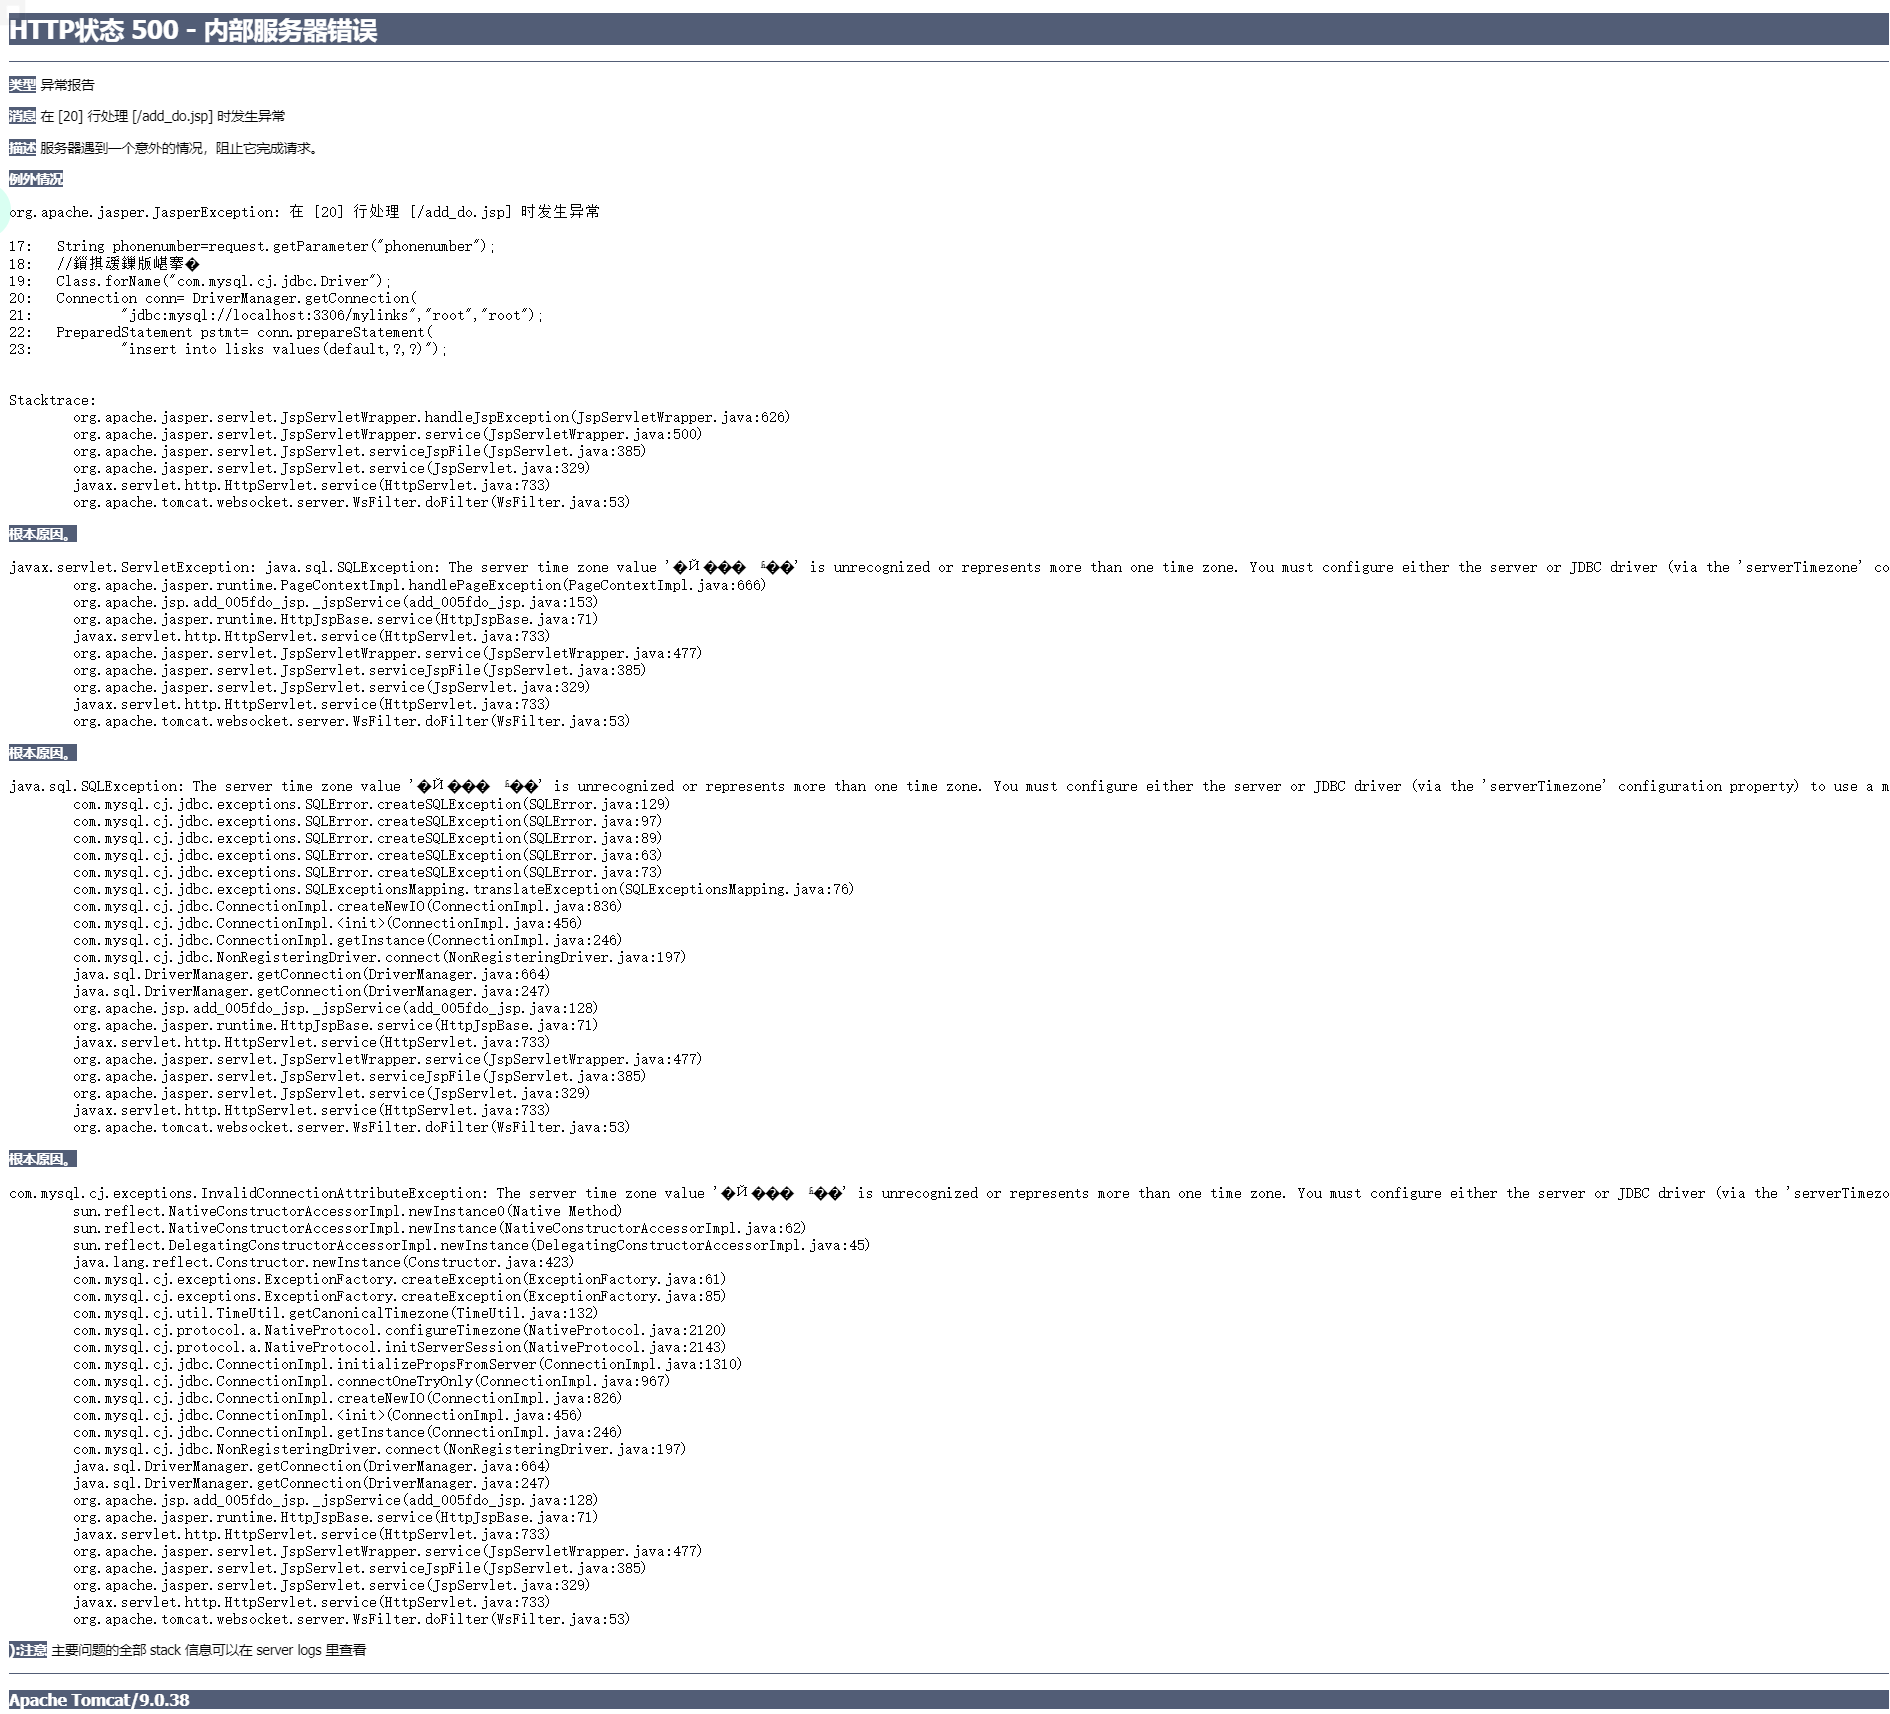 HTTP状态 500 - 内部服务器错误
类型 异常报告
消息 在 [20] 行处理 [/add_do.jsp] 时发生异常
描述 服务器遇到一个意外的情况，阻止它完成请求。
例外情况
org.apache.jasper.JasperException: 在 [20] 行处理 [/add_do.jsp] 时发生异常
17:   String phonenumber=request.getParameter("phonenumber");
18:   //
19:   Class.forName("com.mysql.cj.jdbc.Driver");
20:   Connection conn= DriverManager.getConnection(
21:           "jdbc:mysql://localhost:3306/mylinks","root","root");
22:   PreparedStatement pstmt= conn.prepareStatement(
23:           "insert into lisks values(default,?,?)");
Stacktrace:
org.apache.jasper.servlet.JspServletWrapper.handleJspException(JspServletWrapper.java:626)
org.apache.jasper.servlet.JspServletWrapper.service(JspServletWrapper.java:500)
org.apache.jasper.servlet.JspServlet.serviceJspFile(JspServlet.java:385)
org.apache.jasper.servlet.JspServlet.service(JspServlet.java:329)
javax.servlet.http.HttpServlet.service(HttpServlet.java:733)
org.apache.tomcat.websocket.server.WsFilter.doFilter(WsFilter.java:53)
根本原因。
javax.servlet.ServletException: java.sql.SQLException: The server time zone value '�Й���  ��' is unrecognized or represents more than one time zone. You must configure either the server or JDBC driver (via the 'serverTimezone' co
org.apache.jasper.runtime.PageContextImpl.handlePageException(PageContextImpl.java:666)
org.apache.jsp.add_005fdo_jsp._jspService(add_005fdo_jsp.java:153)
org.apache.jasper.runtime.HttpJspBase.service(HttpJspBase.java:71)
javax.servlet.http.HttpServlet.service(HttpServlet.java:733)
org.apache.jasper.servlet.JspServletWrapper.service(JspServletWrapper.java:477)
org.apache.jasper.servlet.JspServlet.serviceJspFile(JspServlet.java:385)
org.apache.jasper.servlet.JspServlet.service(JspServlet.java:329)
javax.servlet.http.HttpServlet.service(HttpServlet.java:733)
org.apache.tomcat.websocket.server.WsFilter.doFilter(WsFilter.java:53)
根本原因。
java.sql.SQLException: The server time zone value '�Й���  ��' is unrecognized or represents more than one time zone. You must configure either the server or JDBC driver (via the 'serverTimezone' configuration property) to use a m
com.mysql.cj.jdbc.exceptions.SQLError.createSQLException(SQLError.java:129)
com.mysql.cj.jdbc.exceptions.SQLError.createSQLException(SQLError.java:97)
com.mysql.cj.jdbc.exceptions.SQLError.createSQLException(SQLError.java:89)
com.mysql.cj.jdbc.exceptions.SQLError.createSQLException(SQLError.java:63)
com.mysql.cj.jdbc.exceptions.SQLError.createSQLException(SQLError.java:73)
com.mysql.cj.jdbc.exceptions.SQLExceptionsMapping.translateException(SQLExceptionsMapping.java:76)
com.mysql.cj.jdbc.ConnectionImpl.createNewIO(ConnectionImpl.java:836)
com.mysql.cj.jdbc.ConnectionImpl.<init>(ConnectionImpl.java:456)
com.mysql.cj.jdbc.ConnectionImpl.getInstance(ConnectionImpl.java:246)
com.mysql.cj.jdbc.NonRegisteringDriver.connect(NonRegisteringDriver.java:197)
java.sql.DriverManager.getConnection(DriverManager.java:664)
java.sql.DriverManager.getConnection(DriverManager.java:247)
org.apache.jsp.add_005fdo_jsp._jspService(add_005fdo_jsp.java:128)
org.apache.jasper.runtime.HttpJspBase.service(HttpJspBase.java:71)
javax.servlet.http.HttpServlet.service(HttpServlet.java:733)
org.apache.jasper.servlet.JspServletWrapper.service(JspServletWrapper.java:477)
org.apache.jasper.servlet.JspServlet.serviceJspFile(JspServlet.java:385)
org.apache.jasper.servlet.JspServlet.service(JspServlet.java:329)
javax.servlet.http.HttpServlet.service(HttpServlet.java:733)
org.apache.tomcat.websocket.server.WsFilter.doFilter(WsFilter.java:53)
根本原因。
com.mysql.cj.exceptions.InvalidConnectionAttributeException: The server time zone value '�Й���  ��' is unrecognized or represents more than one time zone. You must configure either the server or JDBC driver (via the 'serverTimezo
sun.reflect.NativeConstructorAccessorImpl.newInstance0(Native Method)
sun.reflect.NativeConstructorAccessorImpl.newInstance(NativeConstructorAccessorImpl.java:62)
sun.reflect.DelegatingConstructorAccessorImpl.newInstance(DelegatingConstructorAccessorImpl.java:45)
java.lang.reflect.Constructor.newInstance(Constructor.java:423)
com.mysql.cj.exceptions.ExceptionFactory.createException(ExceptionFactory.java:61)
com.mysql.cj.exceptions.ExceptionFactory.createException(ExceptionFactory.java:85)
com.mysql.cj.util.TimeUtil.getCanonicalTimezone(TimeUtil.java:132)
com.mysql.cj.protocol.a.NativeProtocol.configureTimezone(NativeProtocol.java:2120)
com.mysql.cj.protocol.a.NativeProtocol.initServerSession(NativeProtocol.java:2143)
com.mysql.cj.jdbc.ConnectionImpl.initializePropsFromServer(ConnectionImpl.java:1310)
com.mysql.cj.jdbc.ConnectionImpl.connectOneTryOnly(ConnectionImpl.java:967)
com.mysql.cj.jdbc.ConnectionImpl.createNewIO(ConnectionImpl.java:826)
com.mysql.cj.jdbc.ConnectionImpl.<init>(ConnectionImpl.java:456)
com.mysql.cj.jdbc.ConnectionImpl.getInstance(ConnectionImpl.java:246)
com.mysql.cj.jdbc.NonRegisteringDriver.connect(NonRegisteringDriver.java:197)
java.sql.DriverManager.getConnection(DriverManager.java:664)
java.sql.DriverManager.getConnection(DriverManager.java:247)
org.apache.jsp.add_005fdo_jsp._jspService(add_005fdo_jsp.java:128)
org.apache.jasper.runtime.HttpJspBase.service(HttpJspBase.java:71)
javax.servlet.http.HttpServlet.service(HttpServlet.java:733)
org.apache.jasper.servlet.JspServletWrapper.service(JspServletWrapper.java:477)
org.apache.jasper.servlet.JspServlet.serviceJspFile(JspServlet.java:385)
org.apache.jasper.servlet.JspServlet.service(JspServlet.java:329)
javax.servlet.http.HttpServlet.service(HttpServlet.java:733)
org.apache.tomcat.websocket.server.WsFilter.doFilter(WsFilter.java:53)
):注意 主要问题的全部 stack 信息可以在 server logs 里查看
Apache Tomcat/9.0.38